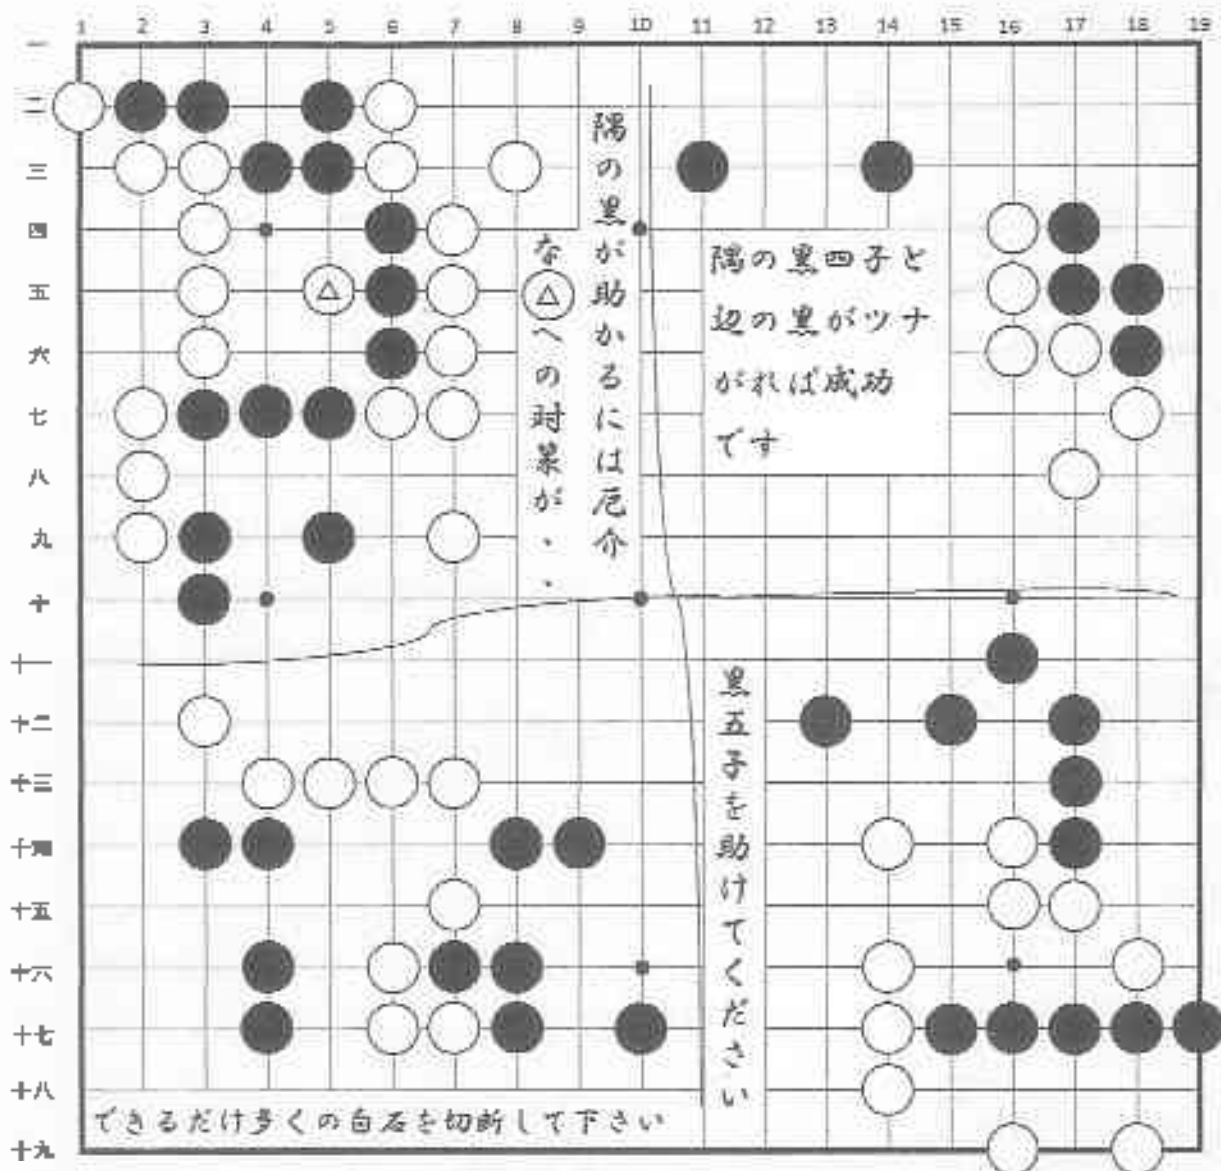 1 2 3 4 5 6 7 8 9 10 11 12 13 14 15 16 17 18 19
一
二
三
四
五
六
七
八
九
十
十一
十二
十三
十四
十五
十六
十七
十八
十九
隅の黒が助かるには厄介
な△への対策が・・
隅の黒四子と
辺の黒がツナ
がれば成功
です
黒五子を助けてください
できるだけ多くの白石を切断して下さい